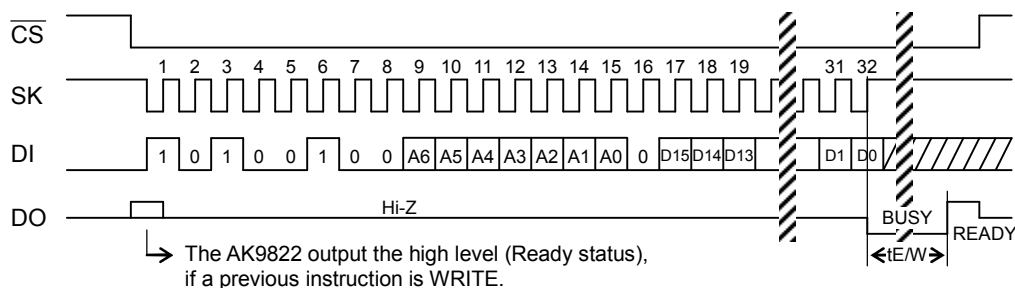 CS
1 2 3 4 5 6 7 8 9 10 11 12 13 14 15 16 17 18 19 31 32
SK
DI 1 0 1 0 0 1 0 0 A6 A5 A4 A3 A2 A1 A0 0 D15 D14 D13 D1 D0
Hi-Z
DO BUSY
READY
The AK9822 output the high level (Ready status), tE/W
if a previous instruction is WRITE.